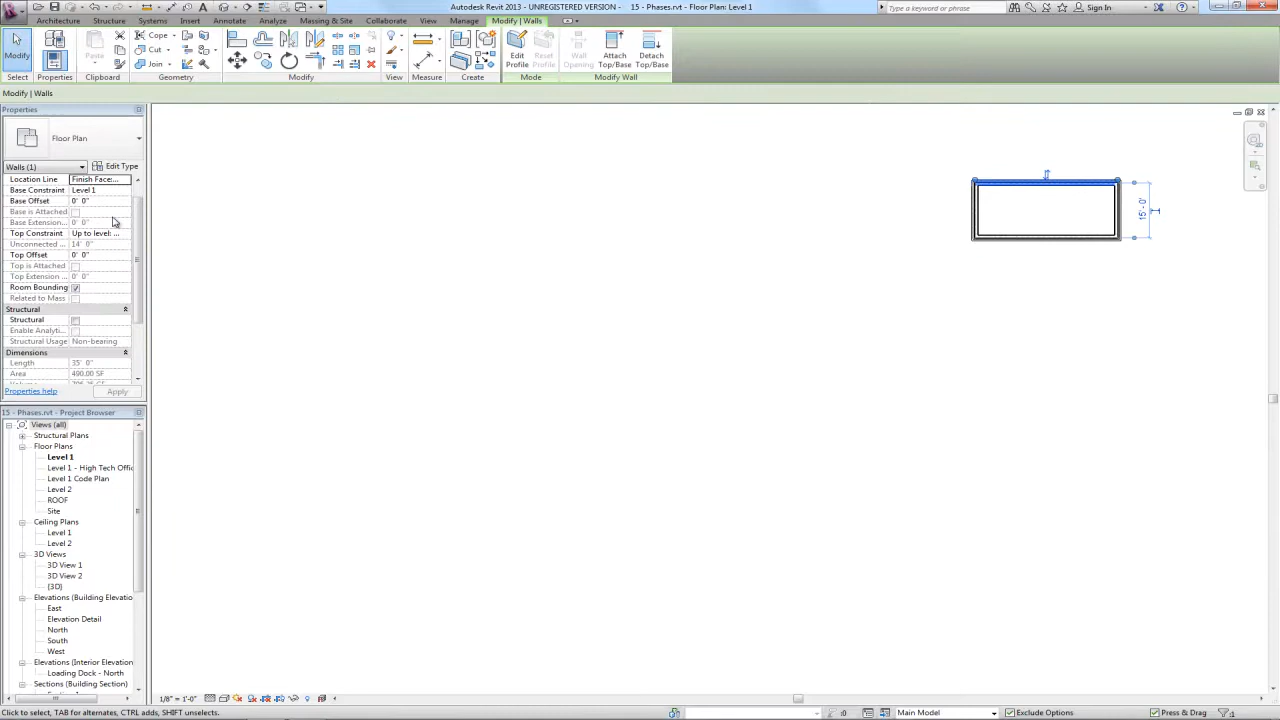 Autodesk Revit 2013 - UNREGISTERED VERSION - 15 - Phases.rvt - Floor Plan: Level 1
Type a keyword or phrase
Sign In
Architecture Structure Systems Insert Annotate Analyze Massing & Site Collaborate View Manage Modify | Walls
Modify
Paste
Cope
Cut
Join
Edit Profile
Reset Profile
Wall Opening
Attach Top/Base
Detach Top/Base
Select Properties Clipboard Geometry Modify View Measure Create Mode Modify Wall
Modify | Walls
Properties
Floor Plan
Walls (1) Edit Type
Location Line Finish Face:...
Base Constraint Level 1
Base Offset 0' 0"
Base is Attached
Base Extension... 0' 0"
Top Constraint Up to level: ...
Unconnected ... 14' 0"
Top Offset 0' 0"
Top is Attached
Top Extension ... 0' 0"
Room Bounding
Related to Mass
Structural
Structural
Enable Analyti...
Structural Usage Non-bearing
Dimensions
Length 35' 0"
Area 490.00 SF
Properties help Apply
15 - Phases.rvt - Project Browser
Views (all)
Structural Plans
Floor Plans
Level 1
Level 1 - High Tech Offic
Level 1 Code Plan
Level 2
ROOF
Site
Ceiling Plans
Level 1
Level 2
3D Views
3D View 1
3D View 2
{3D}
Elevations (Building Elevatio
East
Elevation Detail
North
South
West
Elevations (Interior Elevation
Loading Dock - North
Sections (Building Section)
15' - 0"
1/8" = 1'-0"
Click to select, TAB for alternates, CTRL adds, SHIFT unselects.
:0
Main Model
Exclude Options
Press & Drag
:1